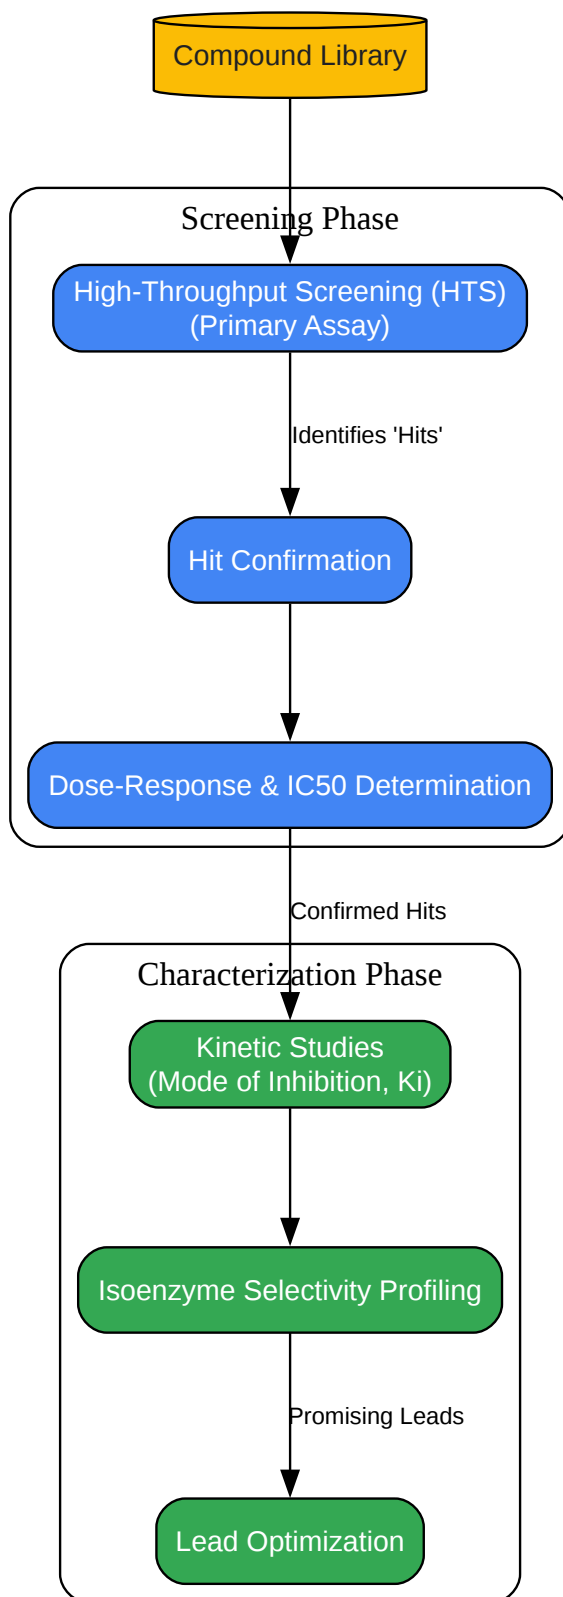 Compound Library
Screening Phase
High-Throughput Screening (HTS)
(Primary Assay)
Identifies 'Hits'
Hit Confirmation
Dose-Response & IC50 Determination
Confirmed Hits
Characterization Phase
Kinetic Studies
(Mode of Inhibition, Ki)
Isoenzyme Selectivity Profiling
Promising Leads
Lead Optimization